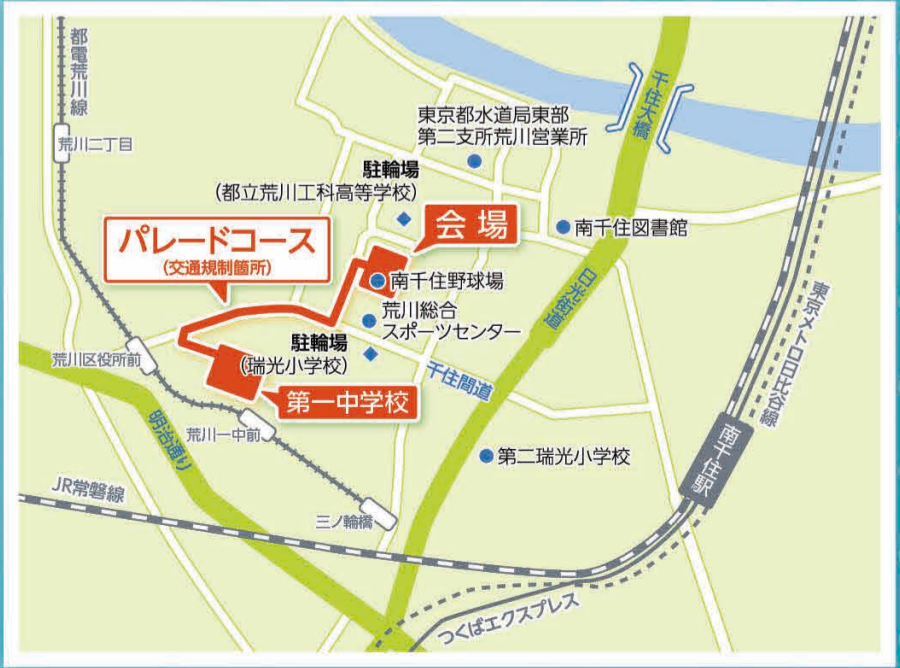 都電荒川線
荒川二丁目
東京都水道局東部
第二支所荒川営業所
千住大橋
駐輪場
(都立荒川工科高等学校)
会場
南千住図書館
パレードコース
(交通規制箇所)
南千住野球場
日光街道
荒川総合
スポーツセンター
東京メトロ日比谷線
駐輪場
(瑞光小学校)
荒川区役所前
千住間道
第一中学校
荒川一中前
明治通り
第二瑞光小学校
南千住駅
JR常磐線
三ノ輪橋
つくばエクスプレス